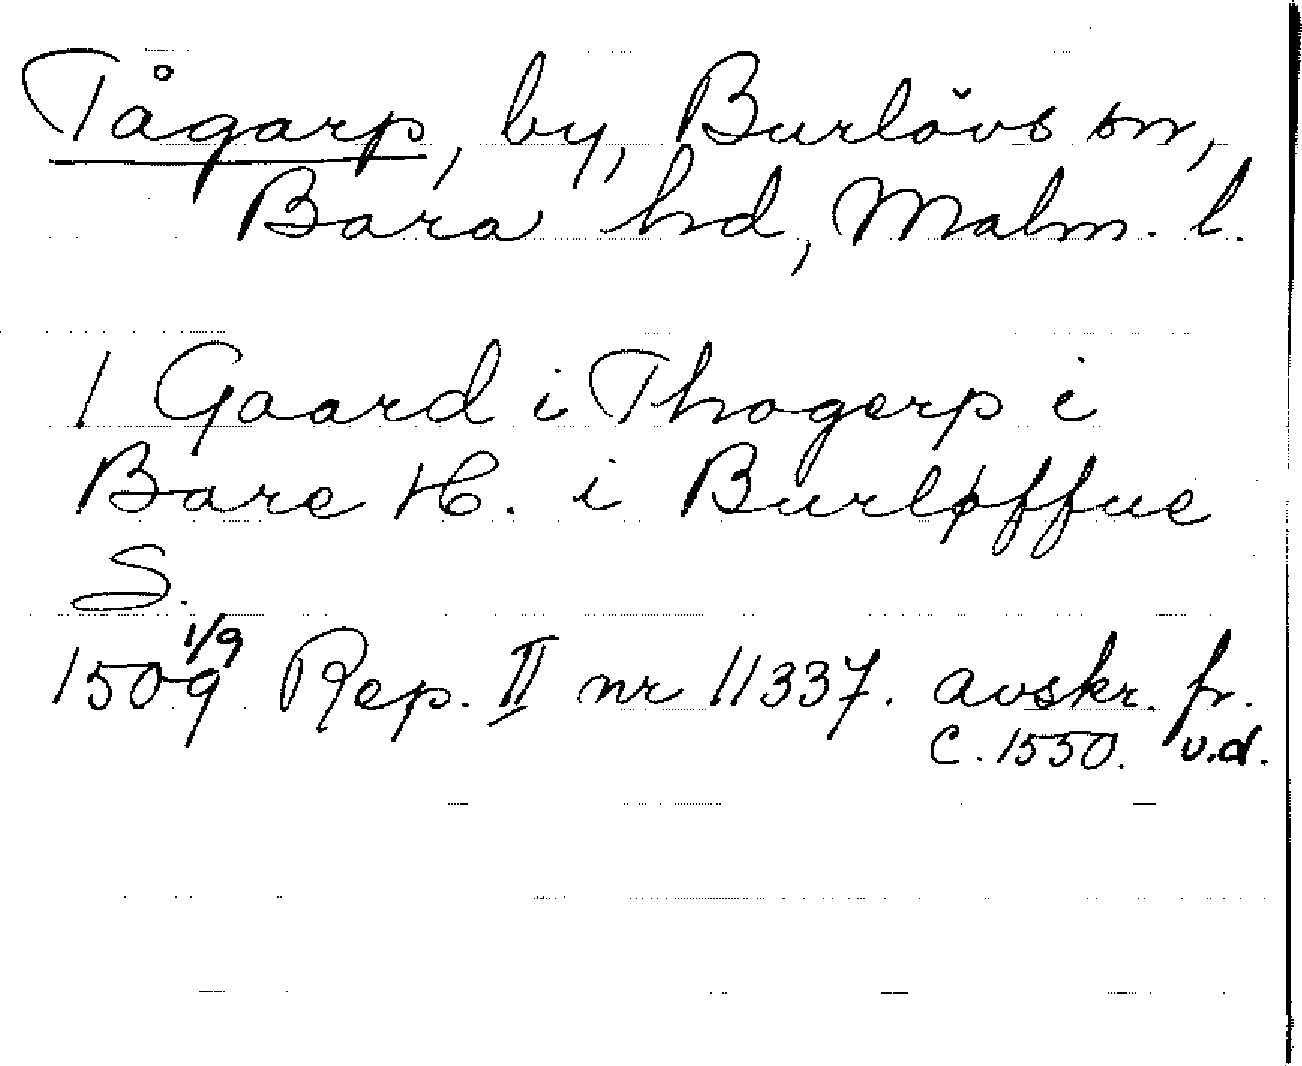 Tågarp, by, Burlövs sn,
Bara hd, Malm. l.
1 Gaard i Thogerp i
Bare H. i Burløffue
S.
1509 1/9 Rep. II nr 11337. avskr. fr.
c. 1550. u.d.